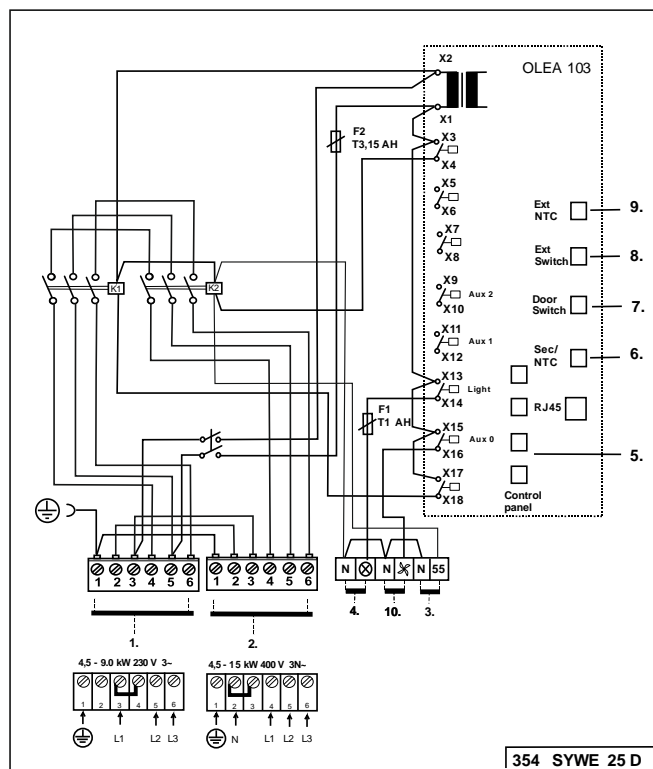 OLEA 103
X2
X1
F2
T3,15 AH
X3
X4
X5
X6
X7
X8
X9
Aux 2
X10
X11
Aux 1
X12
X13
Light
X14
X15
Aux 0
X16
X17
X18
Ext
NTC
9.
Ext
Switch
8.
Door
Switch
7.
Sec/
NTC
6.
RJ45
5.
Control
panel
K1
K2
F1
T1 AH
1 2 3 4 5 6
1 2 3 4 5 6
N N N 55
1.
2.
4.
10.
3.
4,5 - 9.0 kW 230 V 3~
1 2 3 4 5 6
L1 L2 L3
4,5 - 15 kW 400 V 3N~
1 2 3 4 5 6
N L1 L2 L3
354 SYWE 25 D